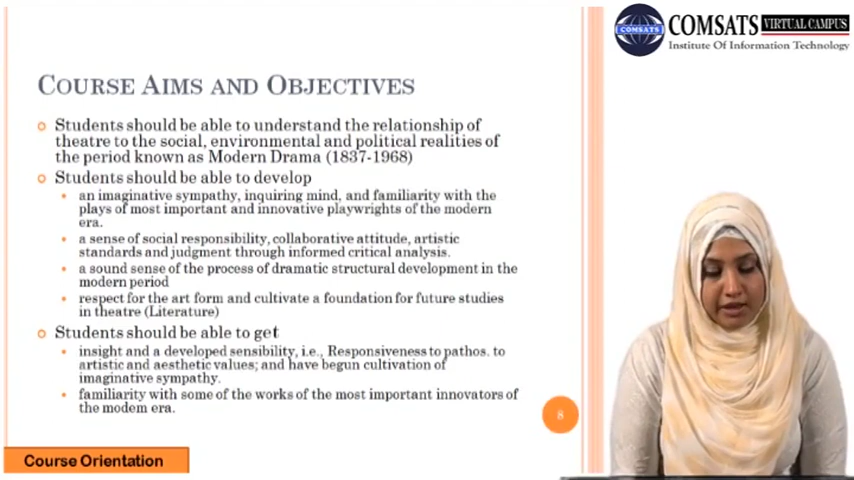 COMSATS VIRTUAL CAMPUS
COMSATS
Institute Of Information Technology
COURSE AIMS AND OBJECTIVES
Students should be able to understand the relationship of
theatre to the social, environmental and political realities of
the period known as Modern Drama (1837-1968)
Students should be able to develop
an imaginative sympathy, inquiring mind, and familiarity with the
plays of most important and innovative playwrights of the modern
era.
a sense of social responsibility, collaborative attitude, artistic
standards and judgment through informed critical analysis.
a sound sense of the process of dramatic structural development in the
modern period
respect for the art form and cultivate a foundation for future studies
in theatre (Literature)
Students should be able to get
insight and a developed sensibility, i.e., Responsiveness to pathos. to
artistic and aesthetic values; and have begun cultivation of
imaginative sympathy.
familiarity with some of the works of the most important innovators of
the modem era.
8
Course Orientation